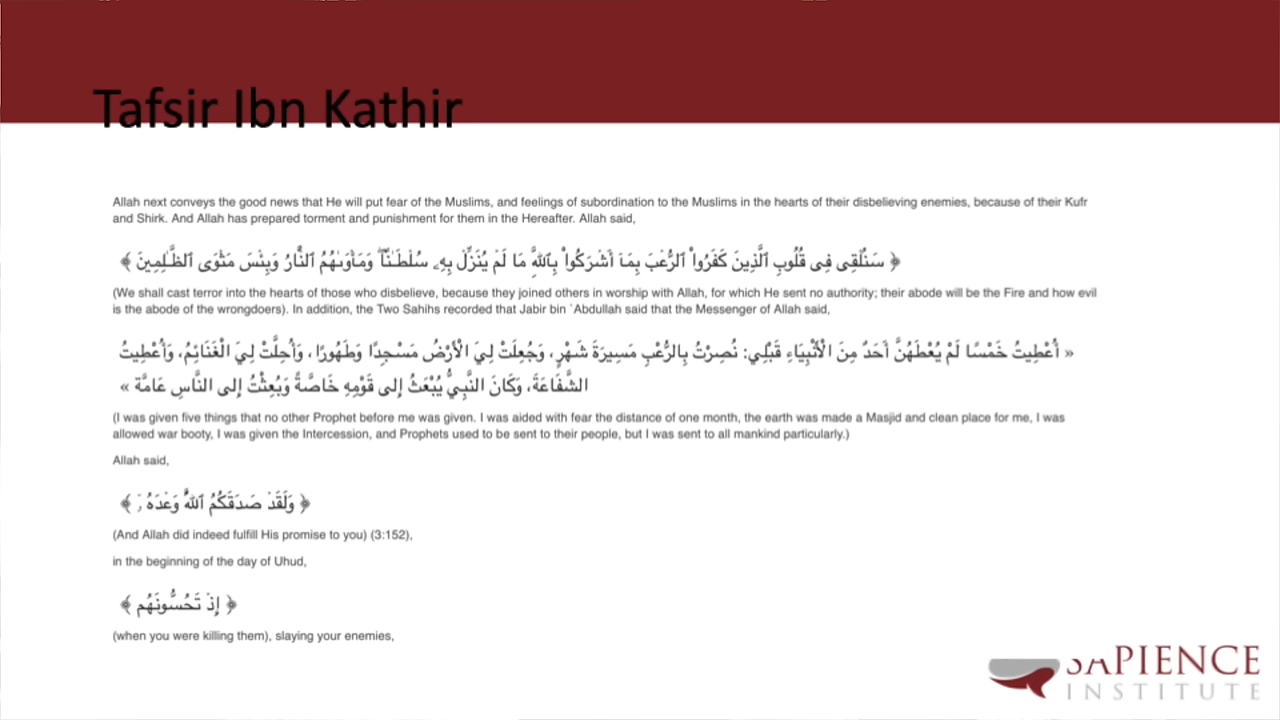 Tafsir Ibn Kathir
Allah next conveys the good news that He will put fear of the Muslims, and feelings of subordination to the Muslims in the hearts of their disbelieving enemies, because of their Kufr
and Shirk. And Allah has prepared torment and punishment for them in the Hereafter. Allah said,
﴿ سَنُلْقِى فِى قُلُوبِ ٱلَّذِينَ كَفَرُواْ ٱلرُّعْبَ بِمَآ أَشْرَكُواْ بِٱللَّهِ مَا لَمْ يُنَزِّلْ بِهِۦ سُلْطَـٰنًۭا ۖ وَمَأْوَىٰهُمُ ٱلنَّارُ وَبِئْسَ مَثْوَى ٱلظَّـٰلِمِينَ ﴾
(We shall cast terror into the hearts of those who disbelieve, because they joined others in worship with Allah, for which He sent no authority; their abode will be the Fire and how evil
is the abode of the wrongdoers). In addition, the Two Sahihs recorded that Jabir bin `Abdullah said that the Messenger of Allah said,
« أُعْطِيتُ خَمْسًا لَمْ يُعْطَهُنَّ أَحَدٌ مِنَ الْأَنْبِيَاءِ قَبْلِي: نُصِرْتُ بِالرُّعْبِ مَسِيرَةَ شَهْرٍ، وَجُعِلَتْ لِيَ الْأَرْضُ مَسْجِدًا وَطَهُورًا، وَأُحِلَّتْ لِيَ الْغَنَائِمُ، وَأُعْطِيتُ
الشَّفَاعَةَ، وَكَانَ النَّبِيُّ يُبْعَثُ إِلى قَوْمِهِ خَاصَّةً وَبُعِثْتُ إِلى النَّاسِ عَامَّة »
(I was given five things that no other Prophet before me was given. I was aided with fear the distance of one month, the earth was made a Masjid and clean place for me, I was
allowed war booty, I was given the Intercession, and Prophets used to be sent to their people, but I was sent to all mankind particularly.)
Allah said,
﴿ وَلَقَدْ صَدَقَكُمُ ٱللَّهُ وَعْدَهُۥٓ ﴾
(And Allah did indeed fulfill His promise to you) (3:152),
in the beginning of the day of Uhud,
﴿ إِذْ تَحُسُّونَهُم ﴾
(when you were killing them), slaying your enemies,
SAPIENCE
INSTITUTE